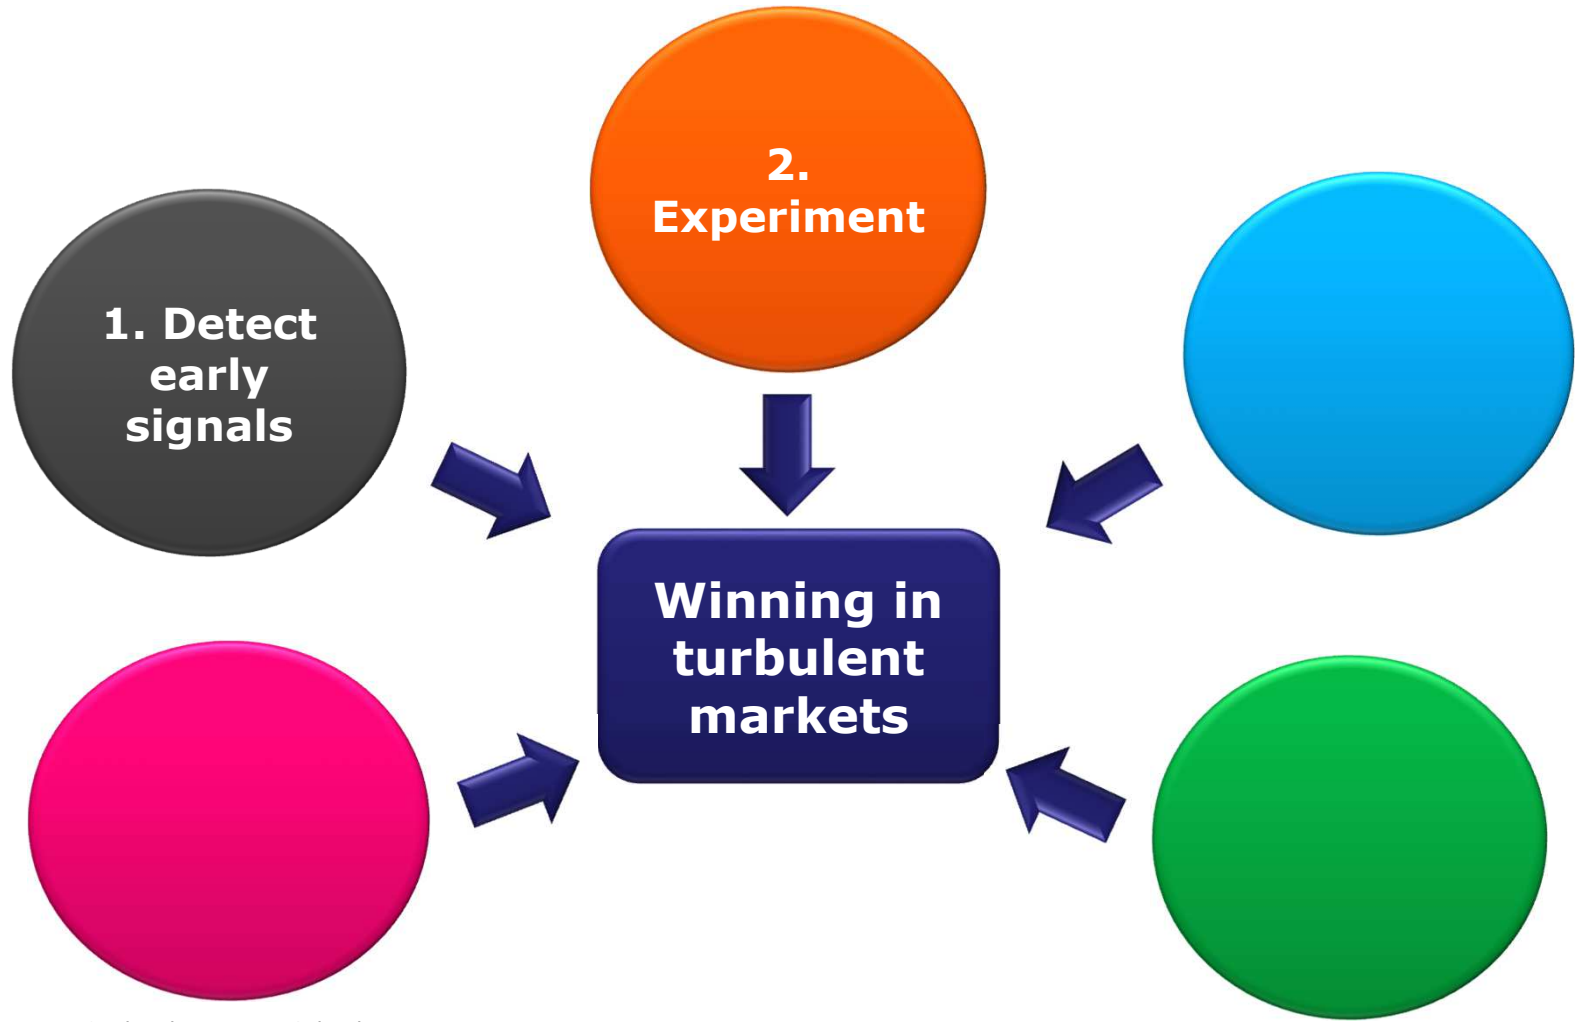 2.
Experiment
1. Detect
early
signals
Winning in
turbulent
markets